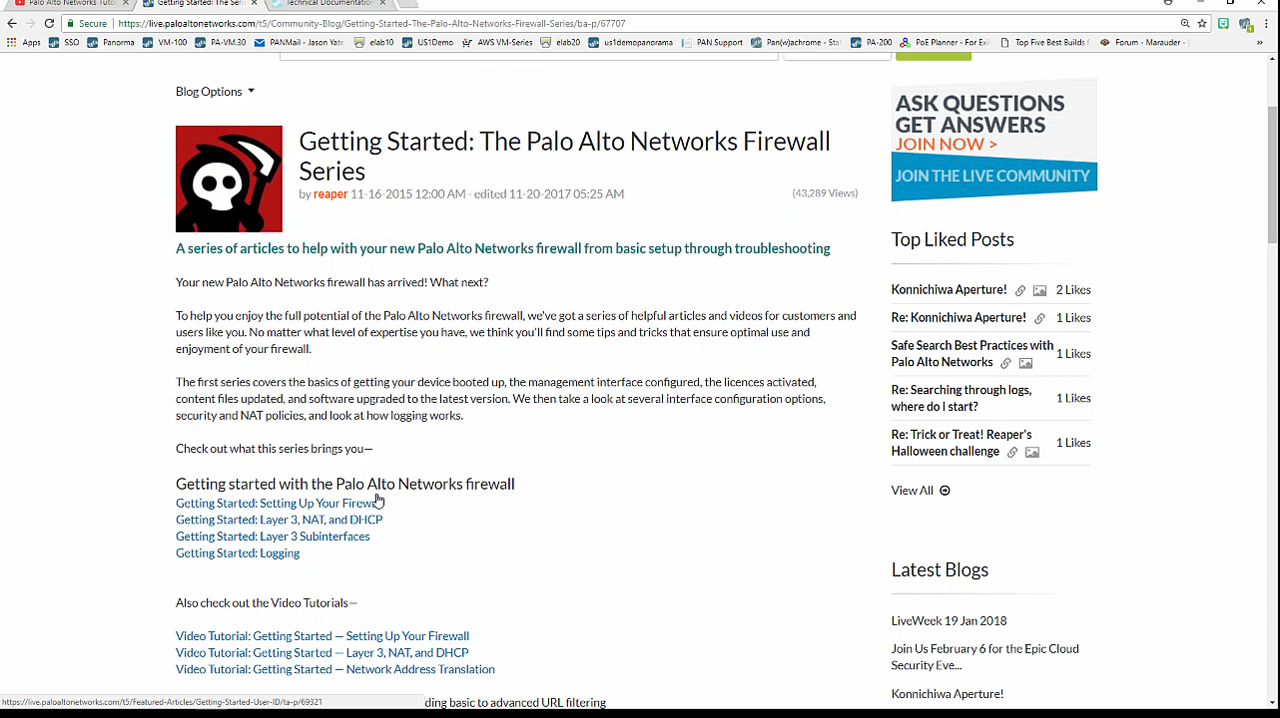 Palo Alto Networks Tuto
Getting Started: The Se
Technical Documentation
Secure
https://live.paloaltonetworks.com/t5/Community-Blog/Getting-Started-The-Palo-Alto-Networks-Firewall-Series/ba-p/67707
Apps SSO Panorma VM-100 PA-VM.30 PANMail - Jason Yate elab10 US1Demo AWS VM-Series elab20 us1demopanorama PAN Support Pan(w)achrome - Sta PA-200 PoE Planner - For Ex Top Five Best Builds f Forum - Marauder - »
Blog Options
Getting Started: The Palo Alto Networks Firewall
Series
by reaper 11-16-2015 12:00 AM - edited 11-20-2017 05:25 AM
(43,289 Views)
A series of articles to help with your new Palo Alto Networks firewall from basic setup through troubleshooting
Your new Palo Alto Networks firewall has arrived! What next?
To help you enjoy the full potential of the Palo Alto Networks firewall, we've got a series of helpful articles and videos for customers and
users like you. No matter what level of expertise you have, we think you'll find some tips and tricks that ensure optimal use and
enjoyment of your firewall.
The first series covers the basics of getting your device booted up, the management interface configured, the licences activated,
content files updated, and software upgraded to the latest version. We then take a look at several interface configuration options,
security and NAT policies, and look at how logging works.
Check out what this series brings you—
Getting started with the Palo Alto Networks firewall
Getting Started: Setting Up Your Firew
Getting Started: Layer 3, NAT, and DHCP
Getting Started: Layer 3 Subinterfaces
Getting Started: Logging
Also check out the Video Tutorials—
Video Tutorial: Getting Started — Setting Up Your Firewall
Video Tutorial: Getting Started — Layer 3, NAT, and DHCP
Video Tutorial: Getting Started — Network Address Translation
ding basic to advanced URL filtering
https://live.paloaltonetworks.com/t5/Featured-Articles/Getting-Started-User-ID/ta-p/69321
ASK QUESTIONS
GET ANSWERS
JOIN NOW >
JOIN THE LIVE COMMUNITY
Top Liked Posts
Konnichiwa Aperture! 2 Likes
Re: Konnichiwa Aperture! 1 Likes
Safe Search Best Practices with
Palo Alto Networks 1 Likes
Re: Searching through logs,
where do I start? 1 Likes
Re: Trick or Treat! Reaper's
Halloween challenge 1 Likes
View All
Latest Blogs
LiveWeek 19 Jan 2018
Join Us February 6 for the Epic Cloud
Security Eve...
Konnichiwa Aperture!